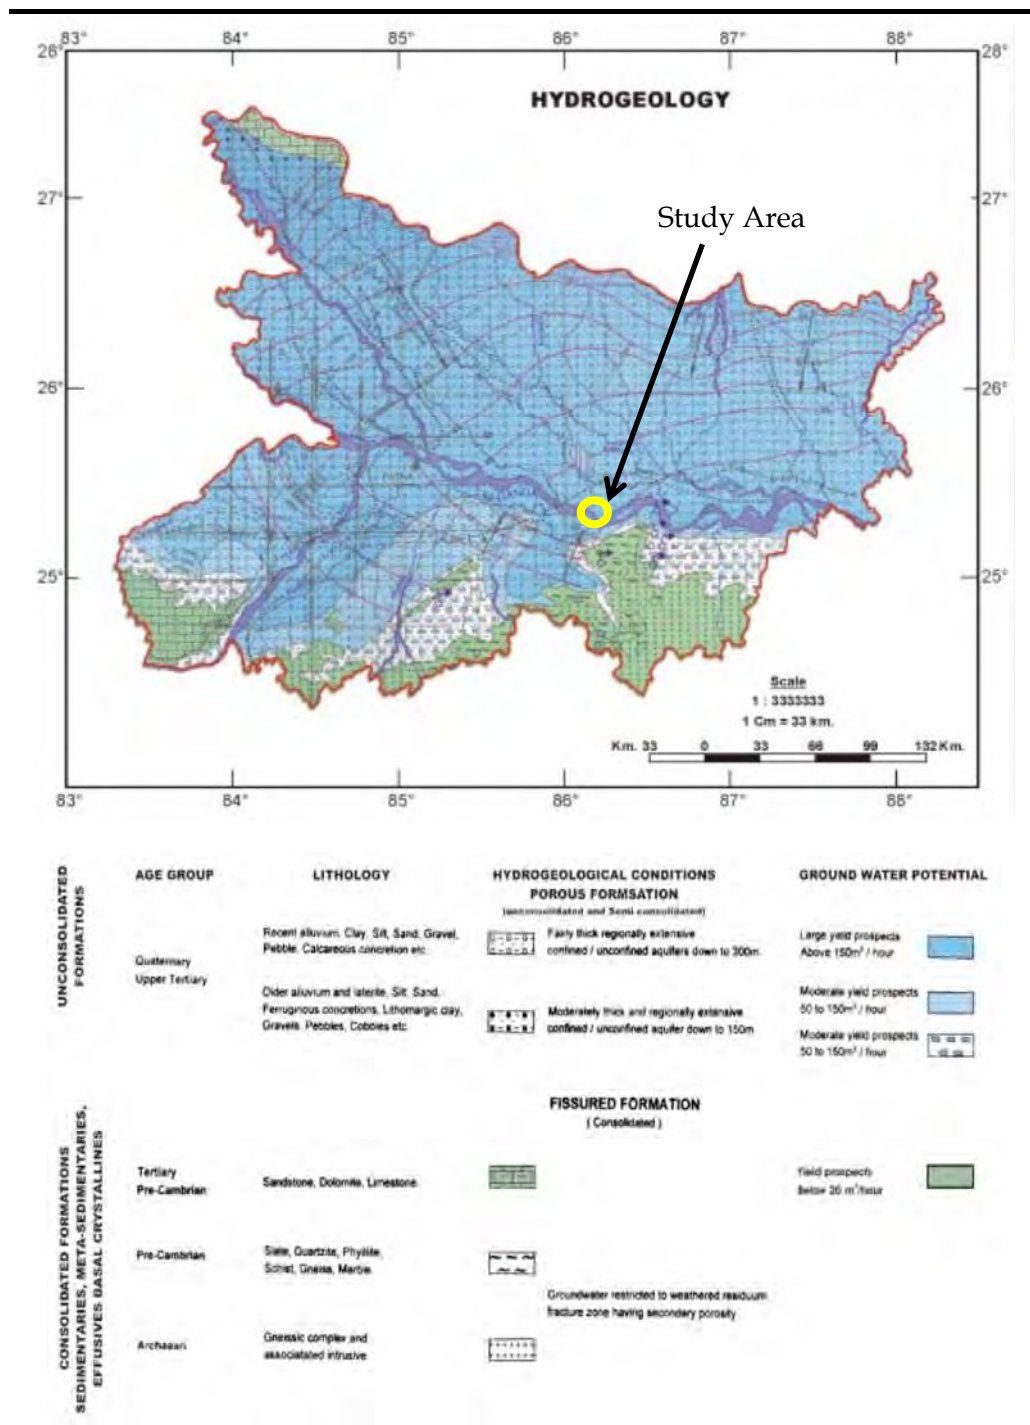 83° 84° 85° 86° 87° 88°
28° 28°
HYDROGEOLOGY
27° 27°
Study Area
26° 26°
25° 25°
Scale
1 : 3333333
1 Cm = 33 km.
Km. 33 0 33 66 99 132 Km.
83° 84° 85° 86° 87° 88°
UNCONSOLIDATED
FORMATIONS
AGE GROUP
LITHOLOGY
HYDROGEOLOGICAL CONDITIONS
POROUS FORMSATION
(unconsolidated and Semi consolidated)
GROUND WATER POTENTIAL
Quaternary
Upper Tertiary
Recent alluvium, Clay, Silt, Sand, Gravel,
Pebble, Calcareous concretion etc
Fairly thick regionally extensive
confined / unconfined aquifers down to 300m
Large yield prospects
Above 150m³ / hour
Older alluvium and laterite, Silt, Sand,
Ferruginous concretions, Lithomargic clay,
Gravels, Pebbles, Cobbles etc
Moderately thick and regionally extensive
confined / unconfined aquifer down to 150m
Moderate yield prospects
50 to 150m³ / hour
Moderate yield prospects
50 to 150m³ / hour
CONSOLIDATED FORMATIONS
SEDIMENTARIES, META-SEDIMENTARIES,
EFFUSIVES BASAL CRYSTALLINES
FISSURED FORMATION
( Consolidated )
Tertiary
Pre-Cambrian
Sandstone, Dolomite, Limestone
Yield prospects
Below 26 m³/hour
Pre-Cambrian
Slate, Quartzite, Phyllite,
Schist, Gneiss, Marble
Groundwater restricted to weathered residuum
fracture zone having secondary porosity
Archaean
Gneissic complex and
associatated intrusive